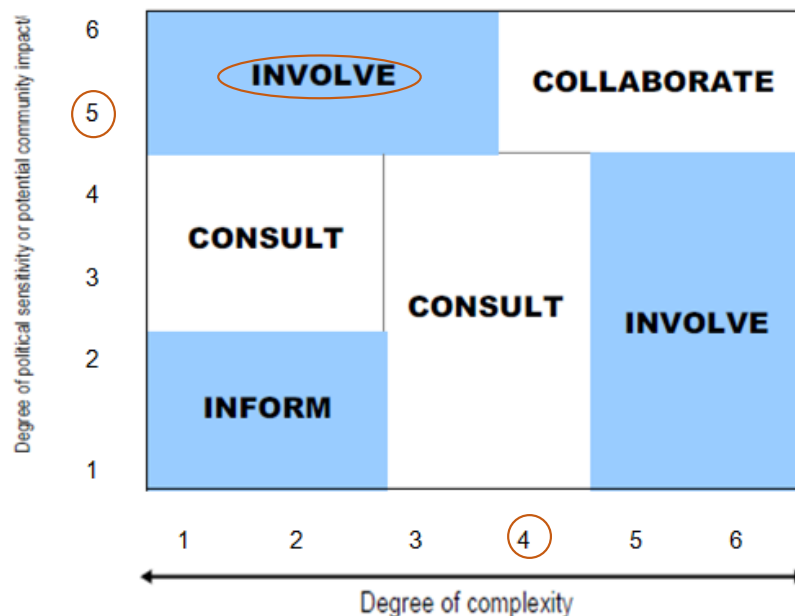 Degree of political sensitivity or potential community impact/
6
5
4
3
2
1
INVOLVE
COLLABORATE
CONSULT
CONSULT
INVOLVE
INFORM
1 2 3 4 5 6
Degree of complexity